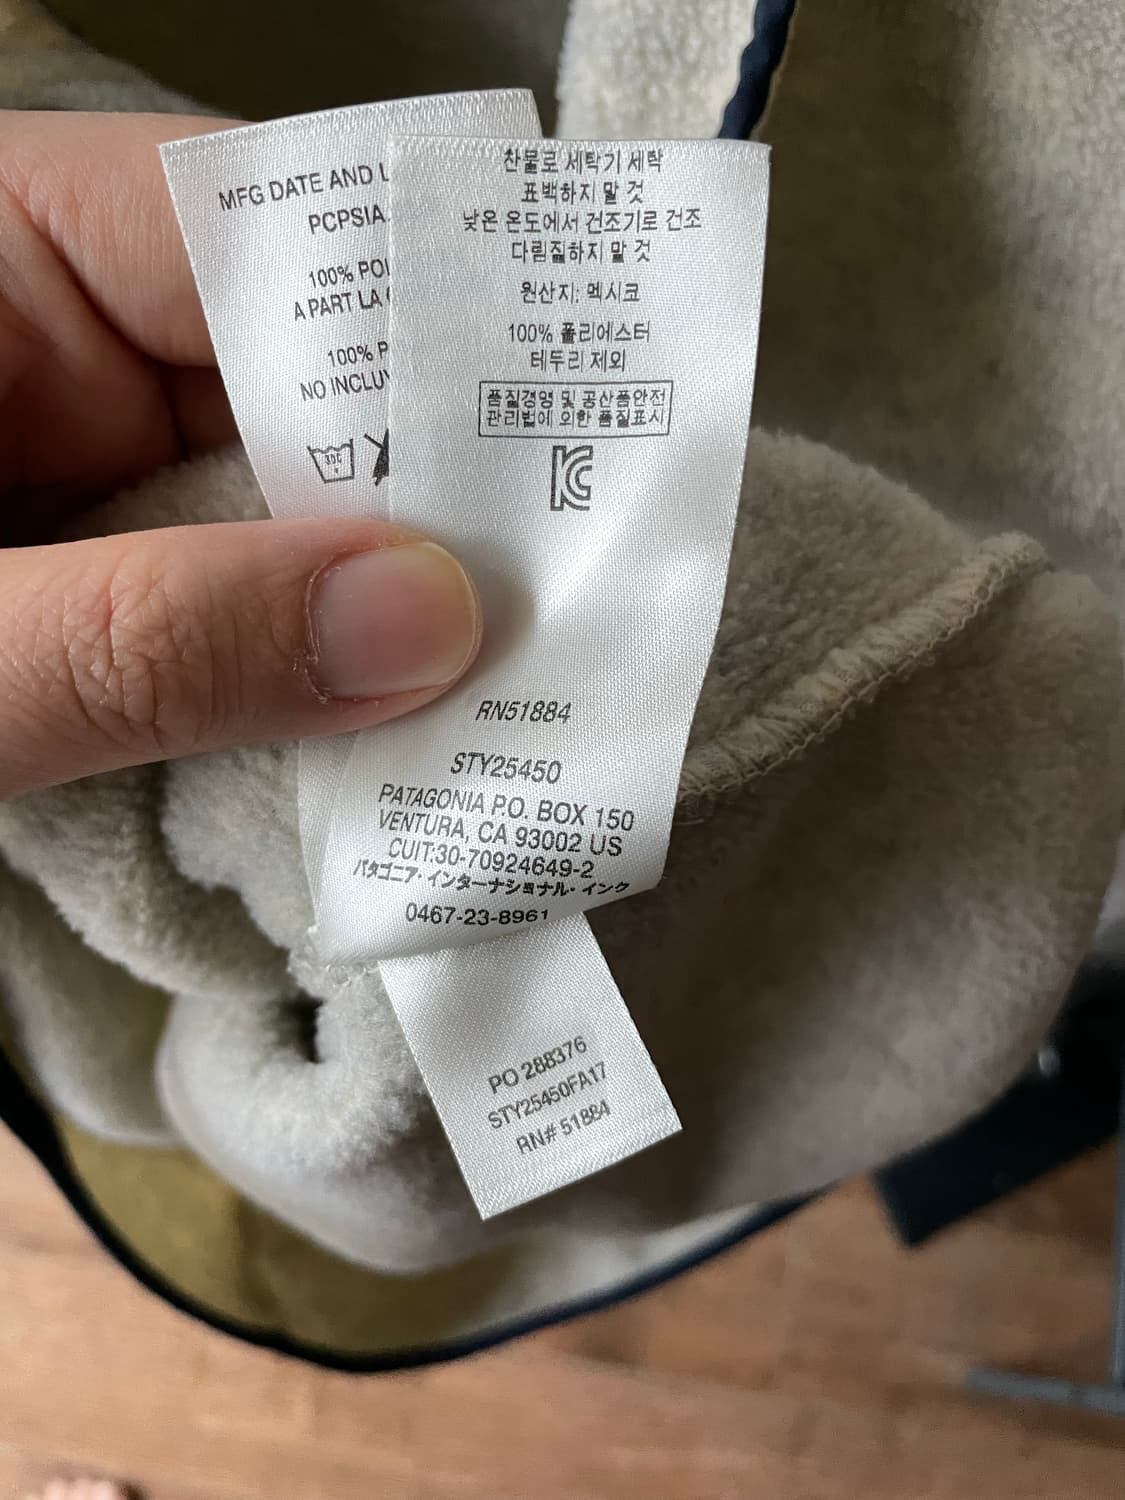 MFG DATE AND
PCPSIA
100%
A PART LA
100%
NO
30C
찬물로 세탁기 세탁
표백하지 말 것
낮은 온도에서 건조기로 건조
다림질하지 말 것
원산지: 멕시코
100% 폴리에스터
테두리 제외
품질경영 및 공산품안전
관리법에 의한 품질표시
RN51884
STY25450
PATAGONIA P.O. BOX 150
VENTURA, CA 93002 US
CUIT:30-70924649-2
パタゴニア・インターナショナル・インク
0467-23-8961
PO 288376
STY25450FA17
RN# 51884